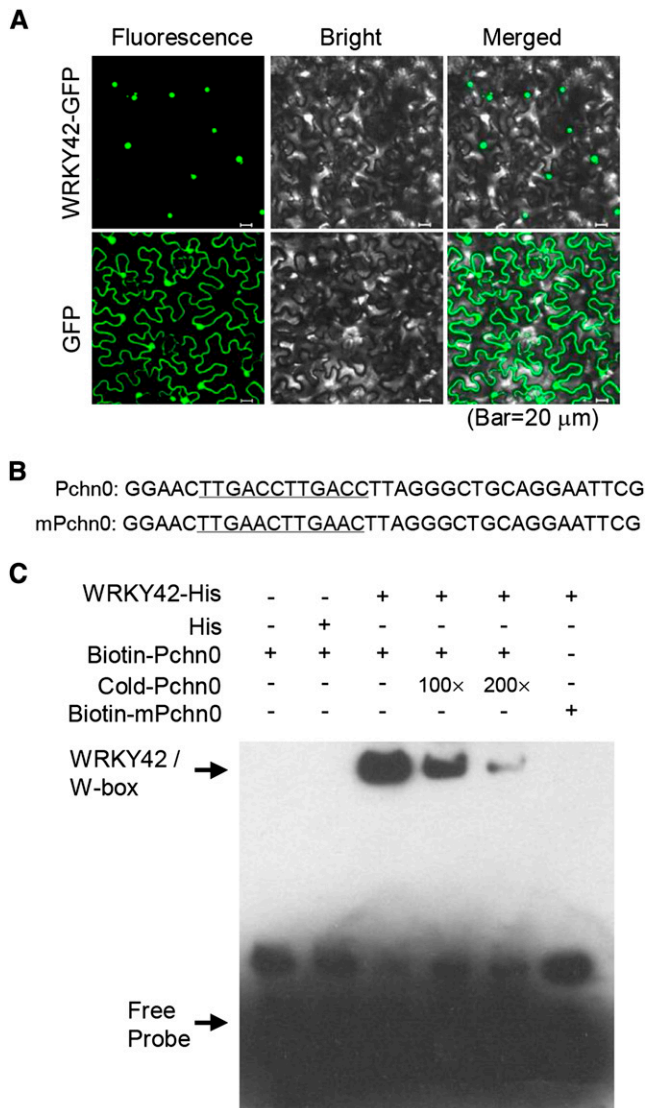 A
Fluorescence Bright Merged
WRKY42-GFP
GFP
(Bar=20 μm)
B
Pchn0: GGAACTTGACCTTGACCTTAGGGCTGCAGGAATTCG
mPchn0: GGAACTTGAACTTGAACTTAGGGCTGCAGGAATTCG
C
WRKY42-His - - + + + +
His - + - - - -
Biotin-Pchn0 + + + + + -
Cold-Pchn0 - - - 100× 200× -
Biotin-mPchn0 - - - - - +
WRKY42 /
W-box
Free
Probe